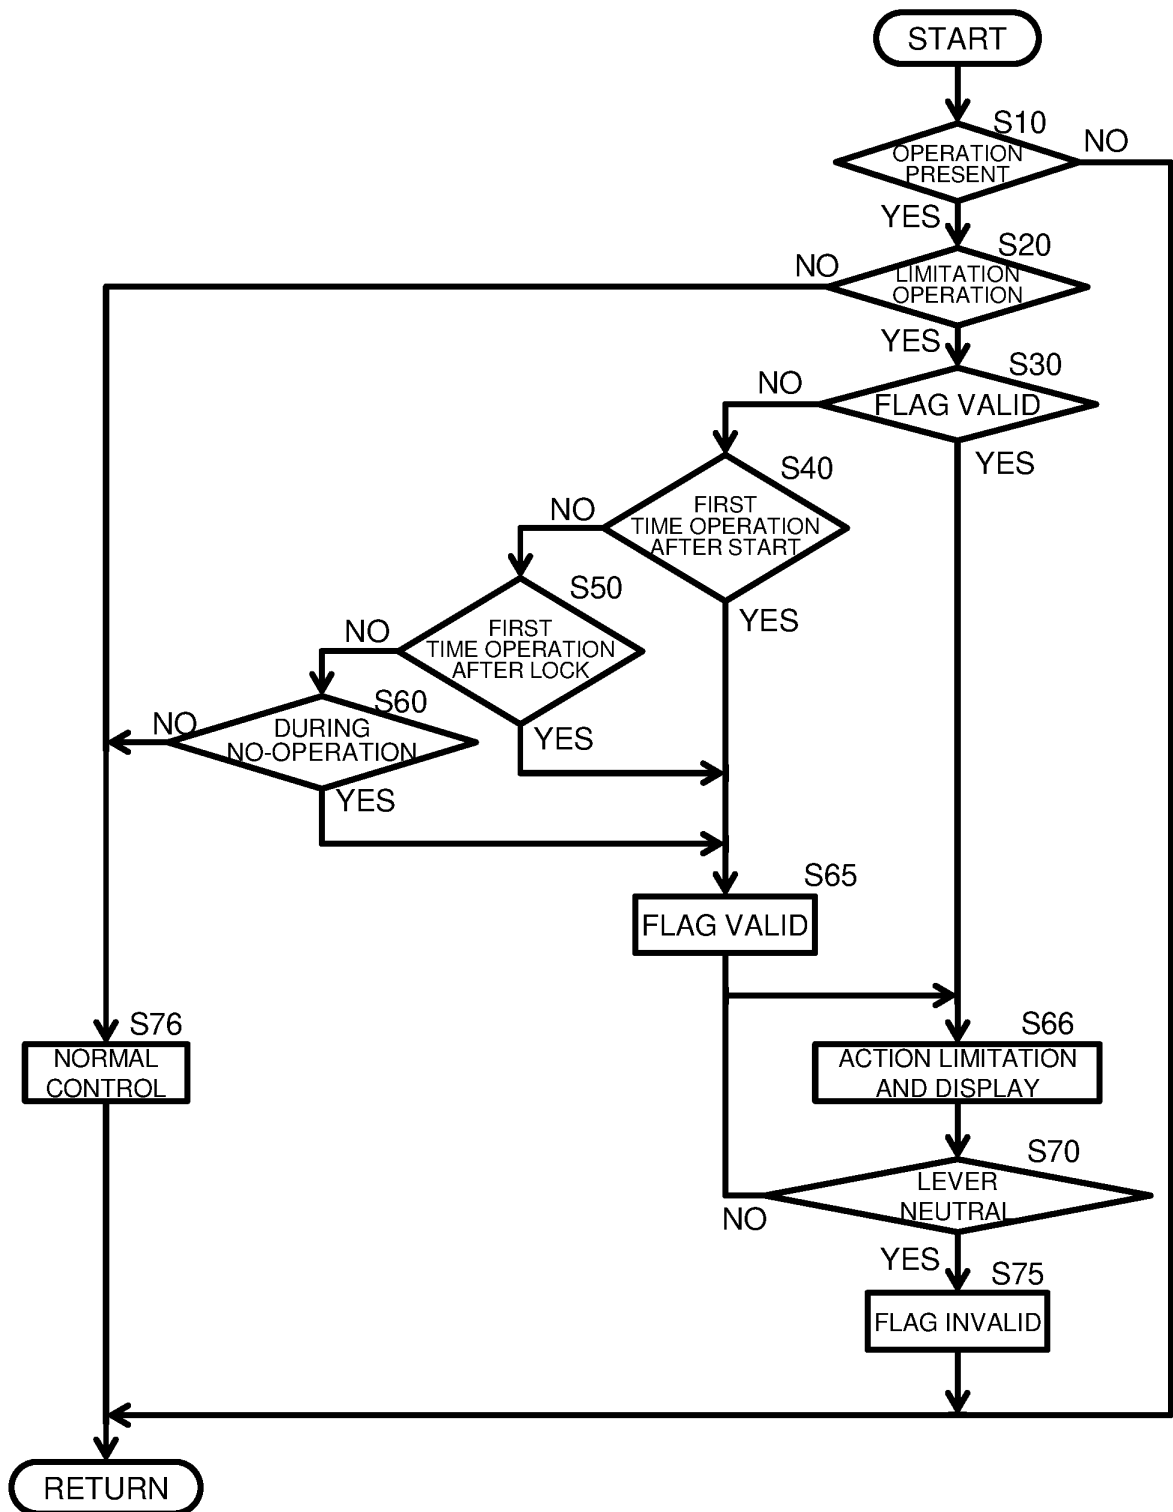 START
S10
OPERATION
PRESENT
NO
YES
S20
LIMITATION
OPERATION
NO
YES
S30
FLAG VALID
NO
YES
S40
FIRST
TIME OPERATION
AFTER START
NO
YES
S50
FIRST
TIME OPERATION
AFTER LOCK
NO
YES
S60
DURING
NO-OPERATION
NO
YES
S65
FLAG VALID
S76
NORMAL
CONTROL
S66
ACTION LIMITATION
AND DISPLAY
S70
LEVER
NEUTRAL
NO
YES
S75
FLAG INVALID
RETURN